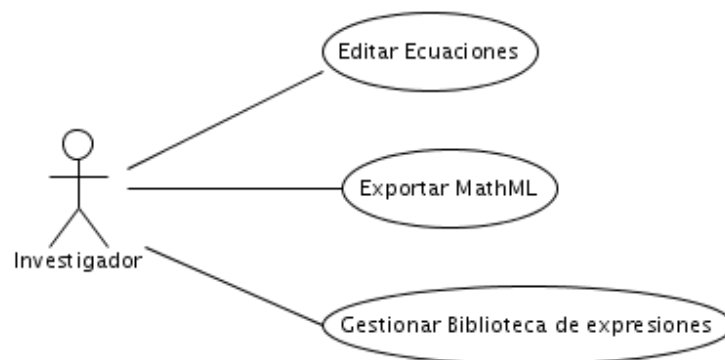 Editar Ecuaciones
Exportar MathML
Investigador
Gestionar Biblioteca de expresiones